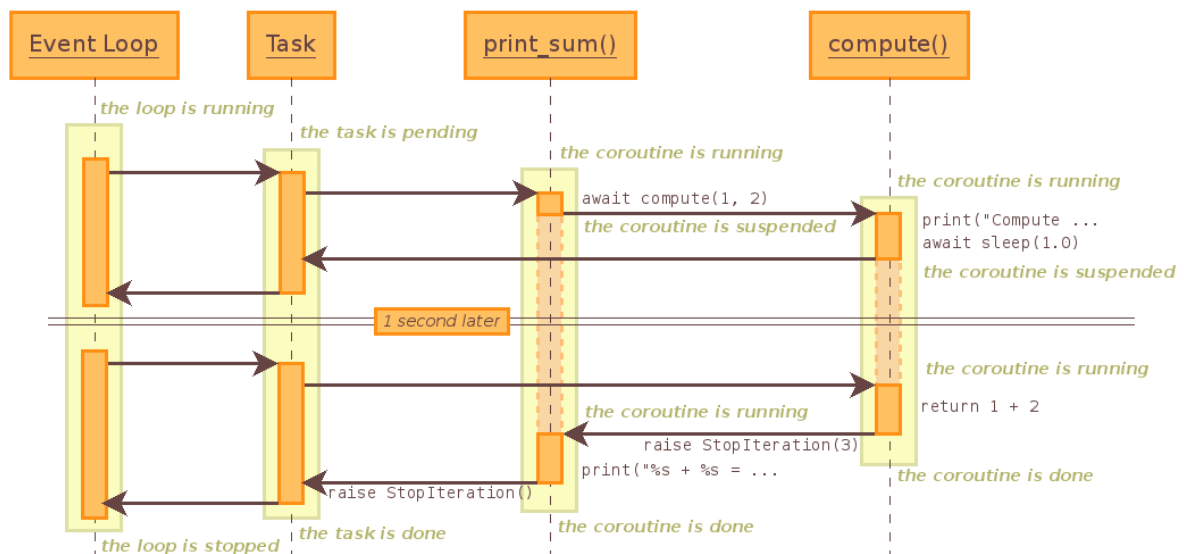 Event Loop
Task
print_sum()
compute()
the loop is running
the task is pending
the coroutine is running
the coroutine is running
await compute(1, 2)
print("Compute ...
the coroutine is suspended
await sleep(1.0)
the coroutine is suspended
1 second later
the coroutine is running
return 1 + 2
the coroutine is running
raise StopIteration(3)
print("%s + %s = ...
the coroutine is done
raise StopIteration()
the coroutine is done
the task is done
the loop is stopped